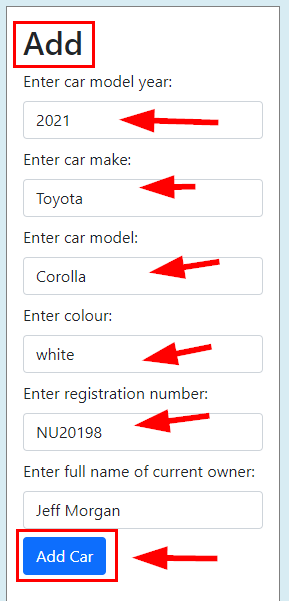 Add
Enter car model year:
2021
Enter car make:
Toyota
Enter car model:
Corolla
Enter colour:
white
Enter registration number:
NU20198
Enter full name of current owner:
Jeff Morgan
Add Car